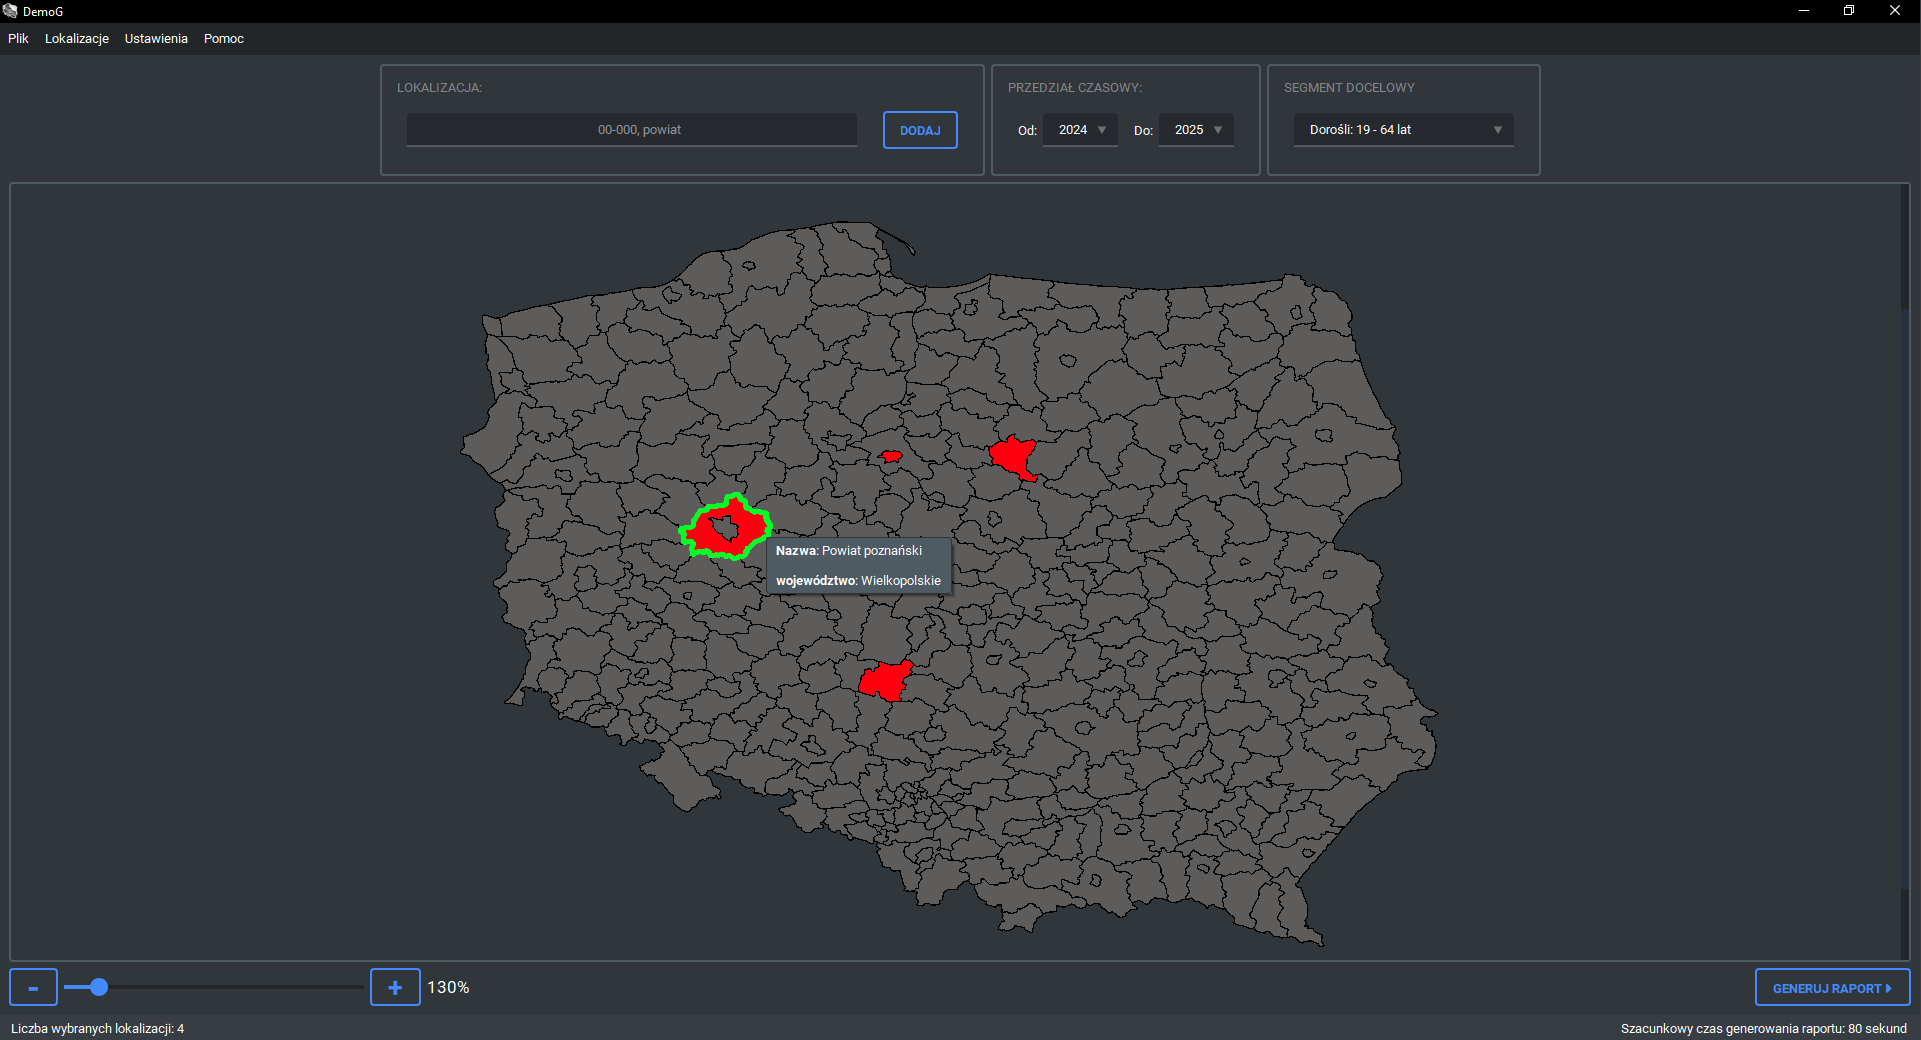 DemoG
Plik Lokalizacje Ustawienia Pomoc
LOKALIZACJA:
00-000, powiat
DODAJ
PRZEDZIAŁ CZASOWY:
Od: 2024 Do: 2025
SEGMENT DOCELOWY
Dorośli: 19 - 64 lat
Nazwa: Powiat poznański
województwo: Wielkopolskie
- + 130%
GENERUJ RAPORT
Liczba wybranych lokalizacji: 4
Szacunkowy czas generowania raportu: 80 sekund